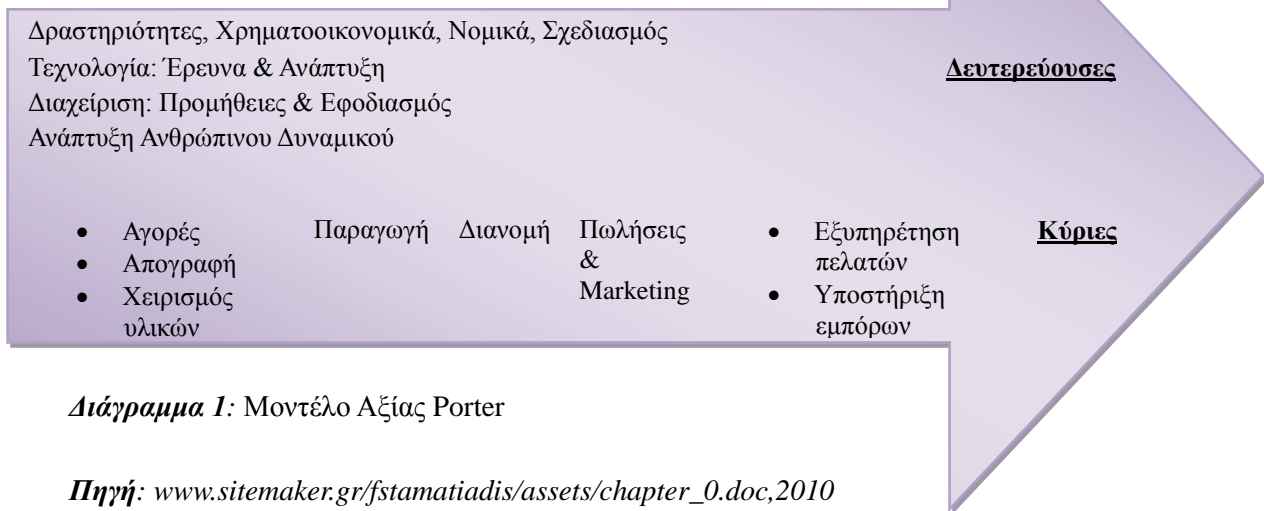 Δραστηριότητες, Χρηματοοικονομικά, Νομικά, Σχεδιασμός
Τεχνολογία: Έρευνα & Ανάπτυξη
Δευτερεύουσες
Διαχείριση: Προμήθειες & Εφοδιασμός
Ανάπτυξη Ανθρώπινου Δυναμικού
• Αγορές
• Απογραφή
• Χειρισμός
υλικών
Παραγωγή
Διανομή
Πωλήσεις
&
Marketing
• Εξυπηρέτηση
πελατών
• Υποστήριξη
εμπόρων
Κύριες
Διάγραμμα 1: Μοντέλο Αξίας Porter
Πηγή: www.sitemaker.gr/fstamatiadis/assets/chapter_0.doc,2010